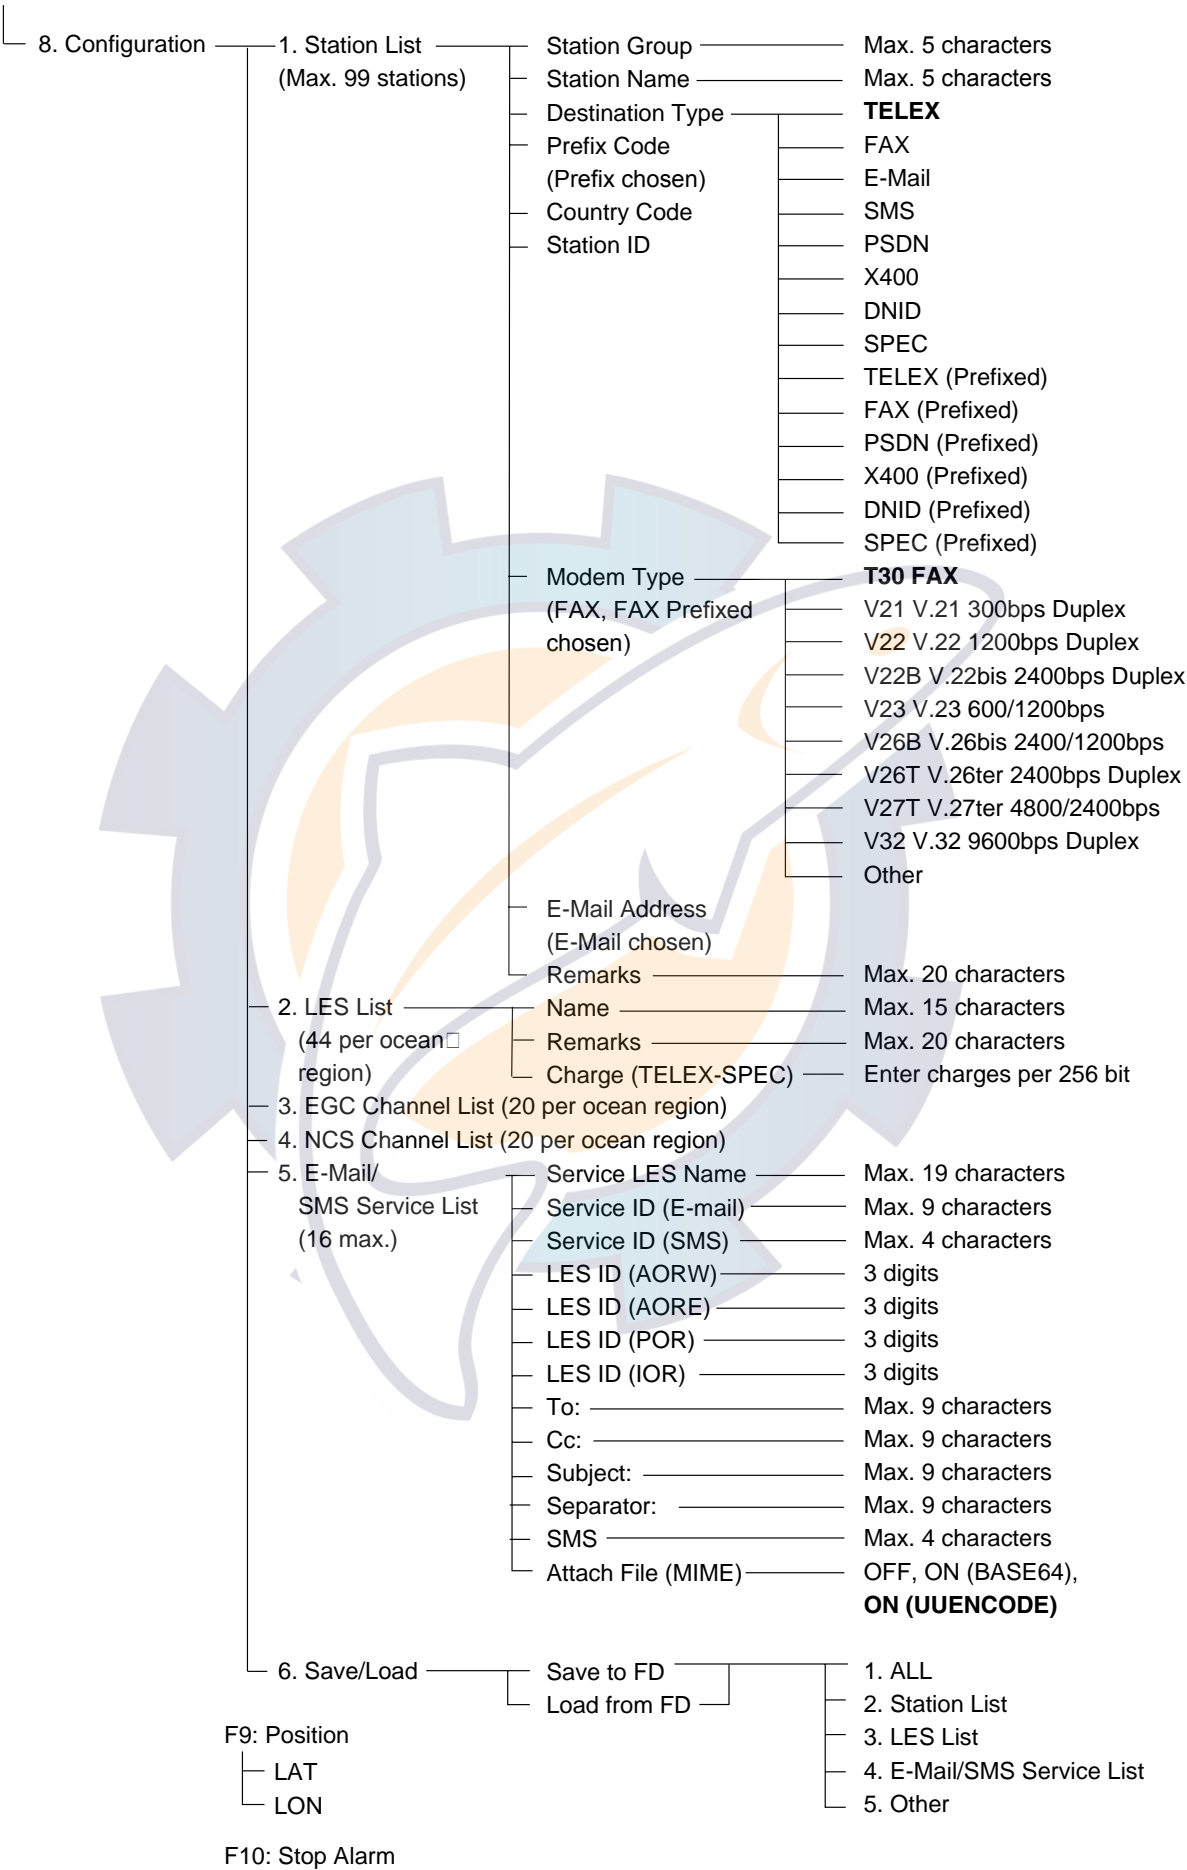 8. Configuration 1. Station List Station Group Max. 5 characters
(Max. 99 stations) Station Name Max. 5 characters
Destination Type TELEX
Prefix Code FAX
(Prefix chosen) E-Mail
Country Code SMS
Station ID PSDN
X400
DNID
SPEC
TELEX (Prefixed)
FAX (Prefixed)
PSDN (Prefixed)
X400 (Prefixed)
DNID (Prefixed)
SPEC (Prefixed)
Modem Type T30 FAX
(FAX, FAX Prefixed V21 V.21 300bps Duplex
chosen) V22 V.22 1200bps Duplex
V22B V.22bis 2400bps Duplex
V23 V.23 600/1200bps
V26B V.26bis 2400/1200bps
V26T V.26ter 2400bps Duplex
V27T V.27ter 4800/2400bps
V32 V.32 9600bps Duplex
Other
E-Mail Address
(E-Mail chosen)
Remarks Max. 20 characters
2. LES List Name Max. 15 characters
(44 per ocean□ Remarks Max. 20 characters
region) Charge (TELEX-SPEC) Enter charges per 256 bit
3. EGC Channel List (20 per ocean region)
4. NCS Channel List (20 per ocean region)
5. E-Mail/ Service LES Name Max. 19 characters
SMS Service List Service ID (E-mail) Max. 9 characters
(16 max.) Service ID (SMS) Max. 4 characters
LES ID (AORW) 3 digits
LES ID (AORE) 3 digits
LES ID (POR) 3 digits
LES ID (IOR) 3 digits
To: Max. 9 characters
Cc: Max. 9 characters
Subject: Max. 9 characters
Separator: Max. 9 characters
SMS Max. 4 characters
Attach File (MIME) OFF, ON (BASE64),
ON (UUENCODE)
6. Save/Load Save to FD 1. ALL
Load from FD 2. Station List
F9: Position 3. LES List
LAT 4. E-Mail/SMS Service List
LON 5. Other
F10: Stop Alarm